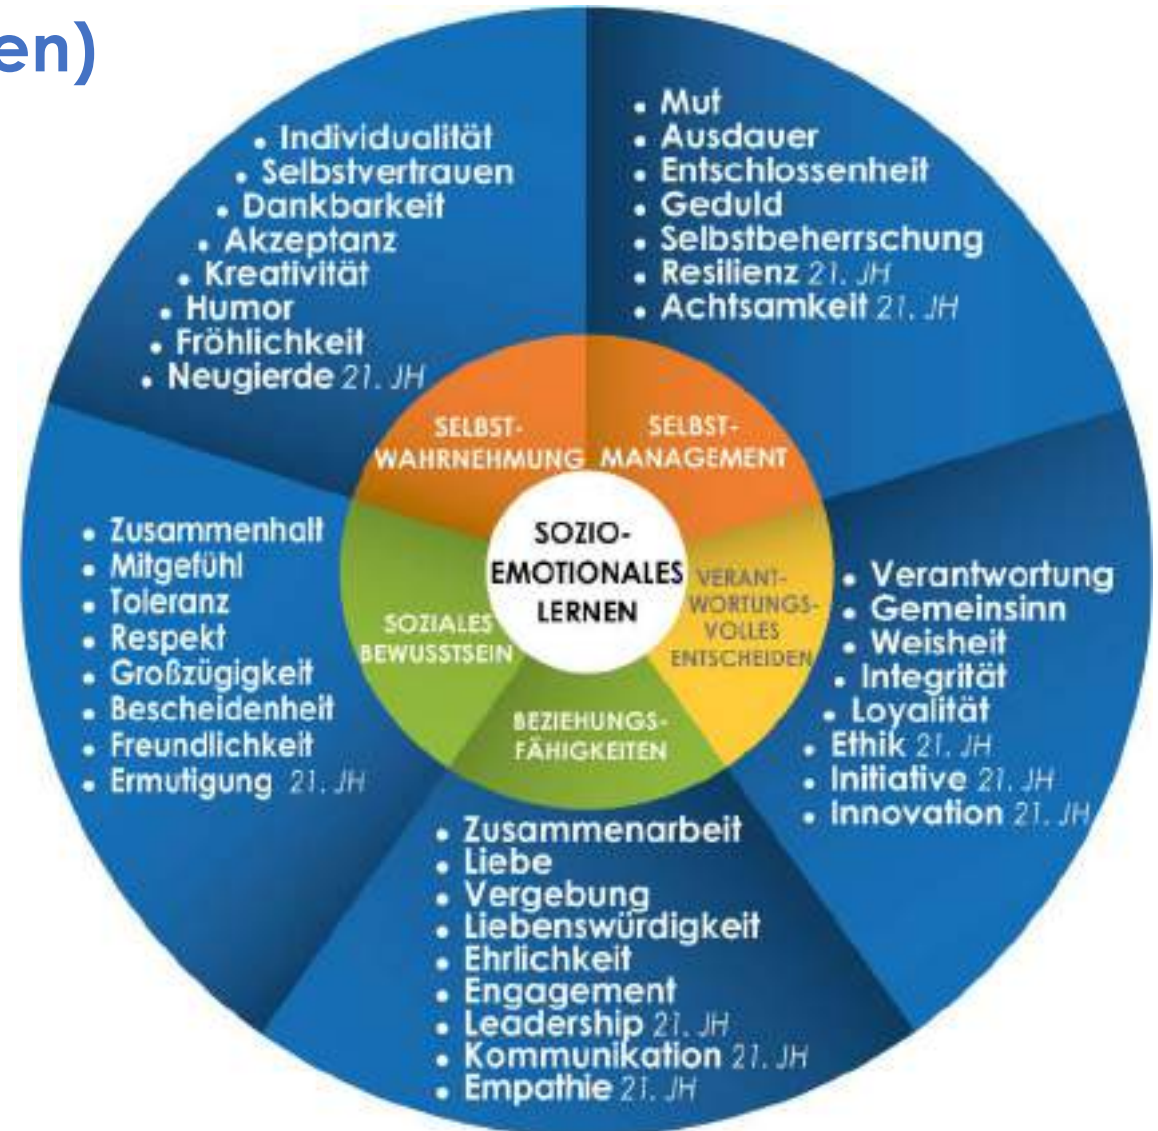 en)
• Individualität
• Selbstvertrauen
• Dankbarkeit
• Akzeptanz
• Kreativität
• Humor
• Fröhlichkeit
• Neugierde 21. JH
• Mut
• Ausdauer
• Entschlossenheit
• Geduld
• Selbstbeherrschung
• Resilienz 21. JH
• Achtsamkeit 21. JH
SELBST-
WAHRNEHMUNG
SELBST-
MANAGEMENT
SOZIO-
EMOTIONALES
LERNEN
VERANT-
WORTUNGS-
VOLLES
ENTSCHEIDEN
SOZIALES
BEWUSSTSEIN
BEZIEHUNGS-
FÄHIGKEITEN
• Zusammenhalt
• Mitgefühl
• Toleranz
• Respekt
• Großzügigkeit
• Bescheidenheit
• Freundlichkeit
• Ermutigung 21. JH
• Verantwortung
• Gemeinsinn
• Weisheit
• Integrität
• Loyalität
• Ethik 21. JH
• Initiative 21. JH
• Innovation 21. JH
• Zusammenarbeit
• Liebe
• Vergebung
• Liebenswürdigkeit
• Ehrlichkeit
• Engagement
• Leadership 21. JH
• Kommunikation 21. JH
• Empathie 21. JH